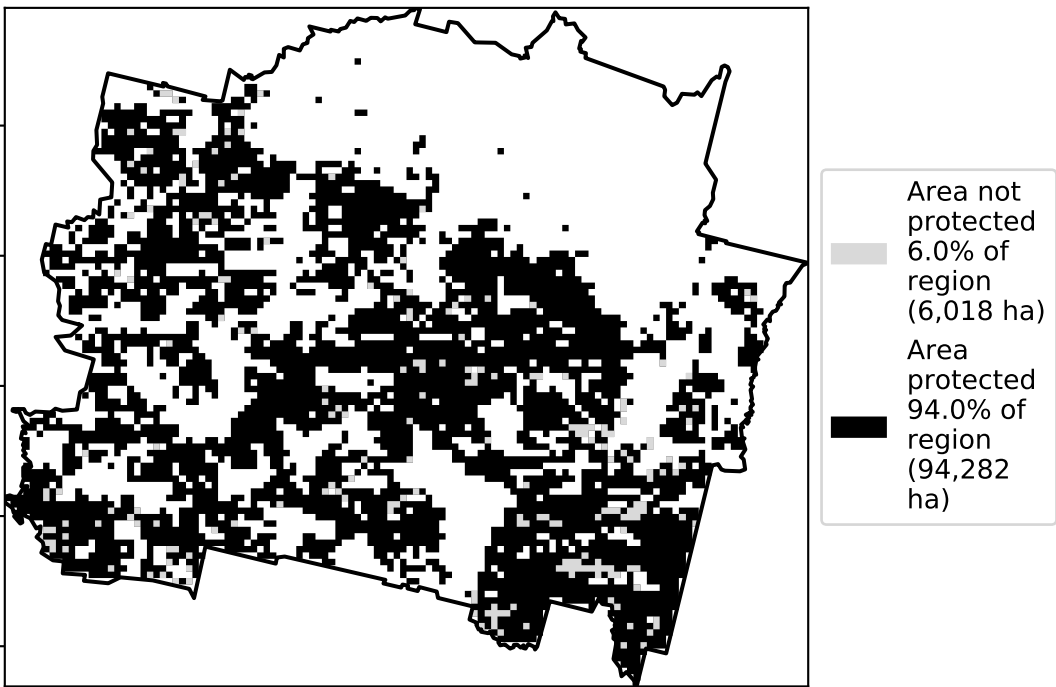 Area not
protected
6.0% of
region
(6,018 ha)
Area
protected
94.0% of
region
(94,282
ha)